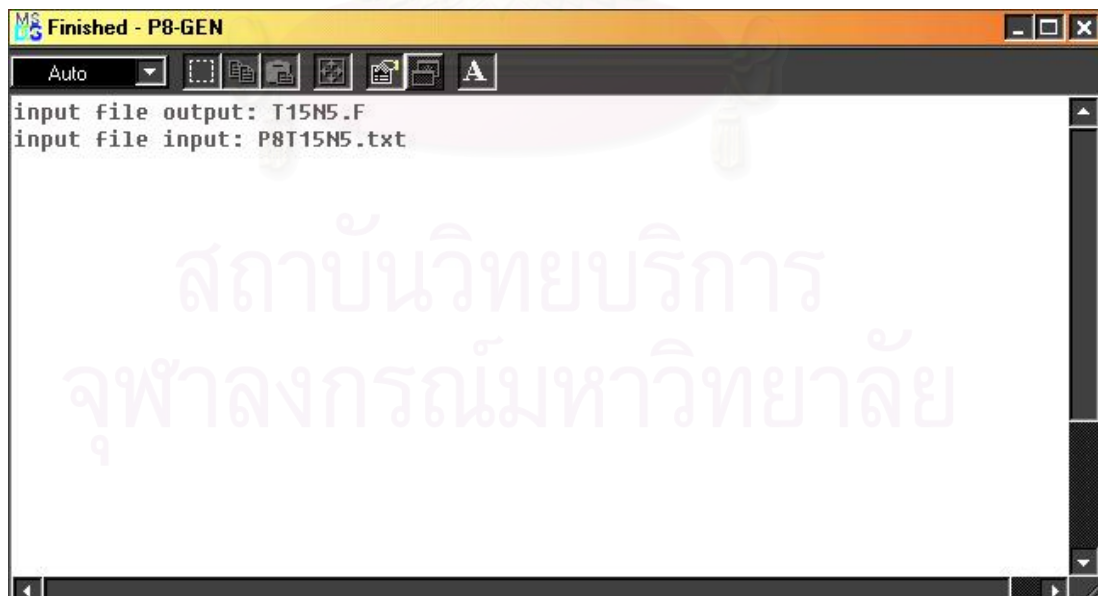 Finished - P8-GEN
Auto
A
input file output: T15N5.F
input file input: P8T15N5.txt
สถาบันวิทยบริการ
จุฬาลงกรณ์มหาวิทยาลัย